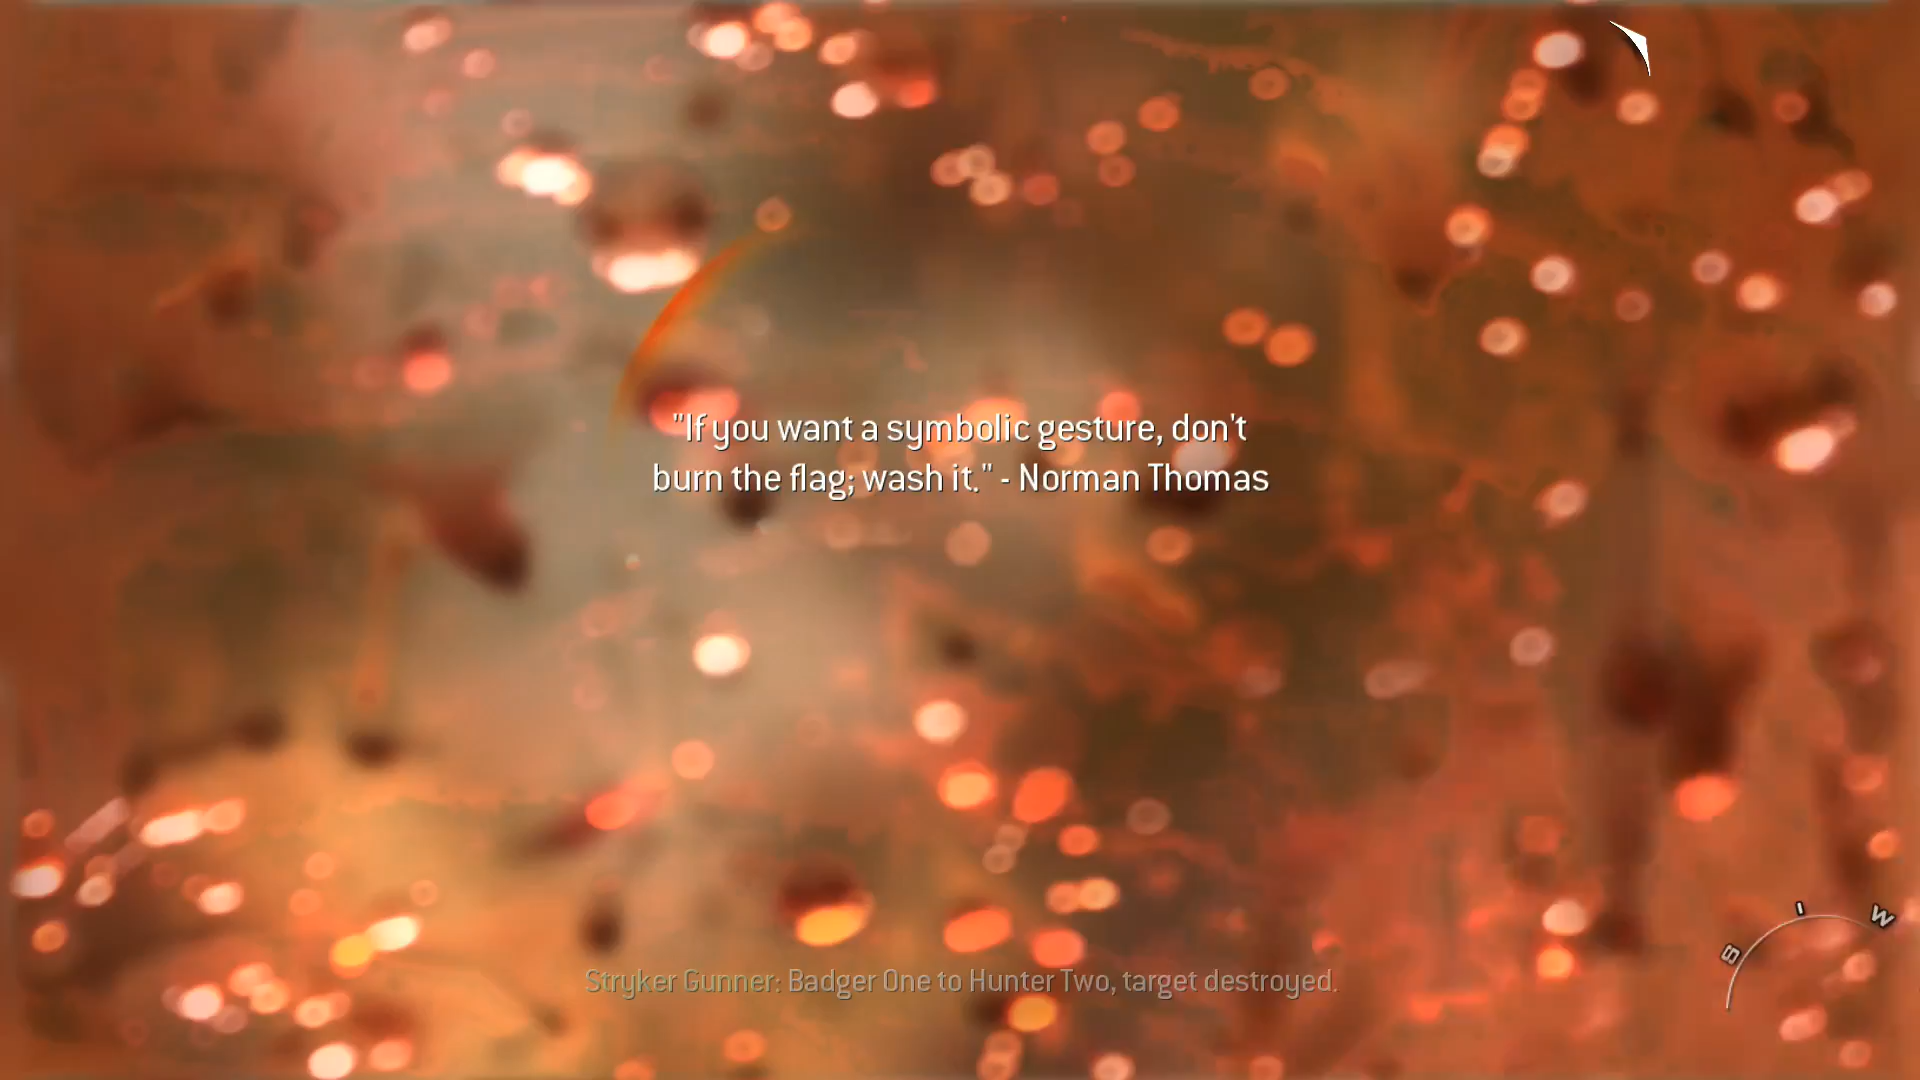 "If you want a symbolic gesture, don't
burn the flag; wash it." - Norman Thomas
Stryker Gunner: Badger One to Hunter Two, target destroyed.
S
W